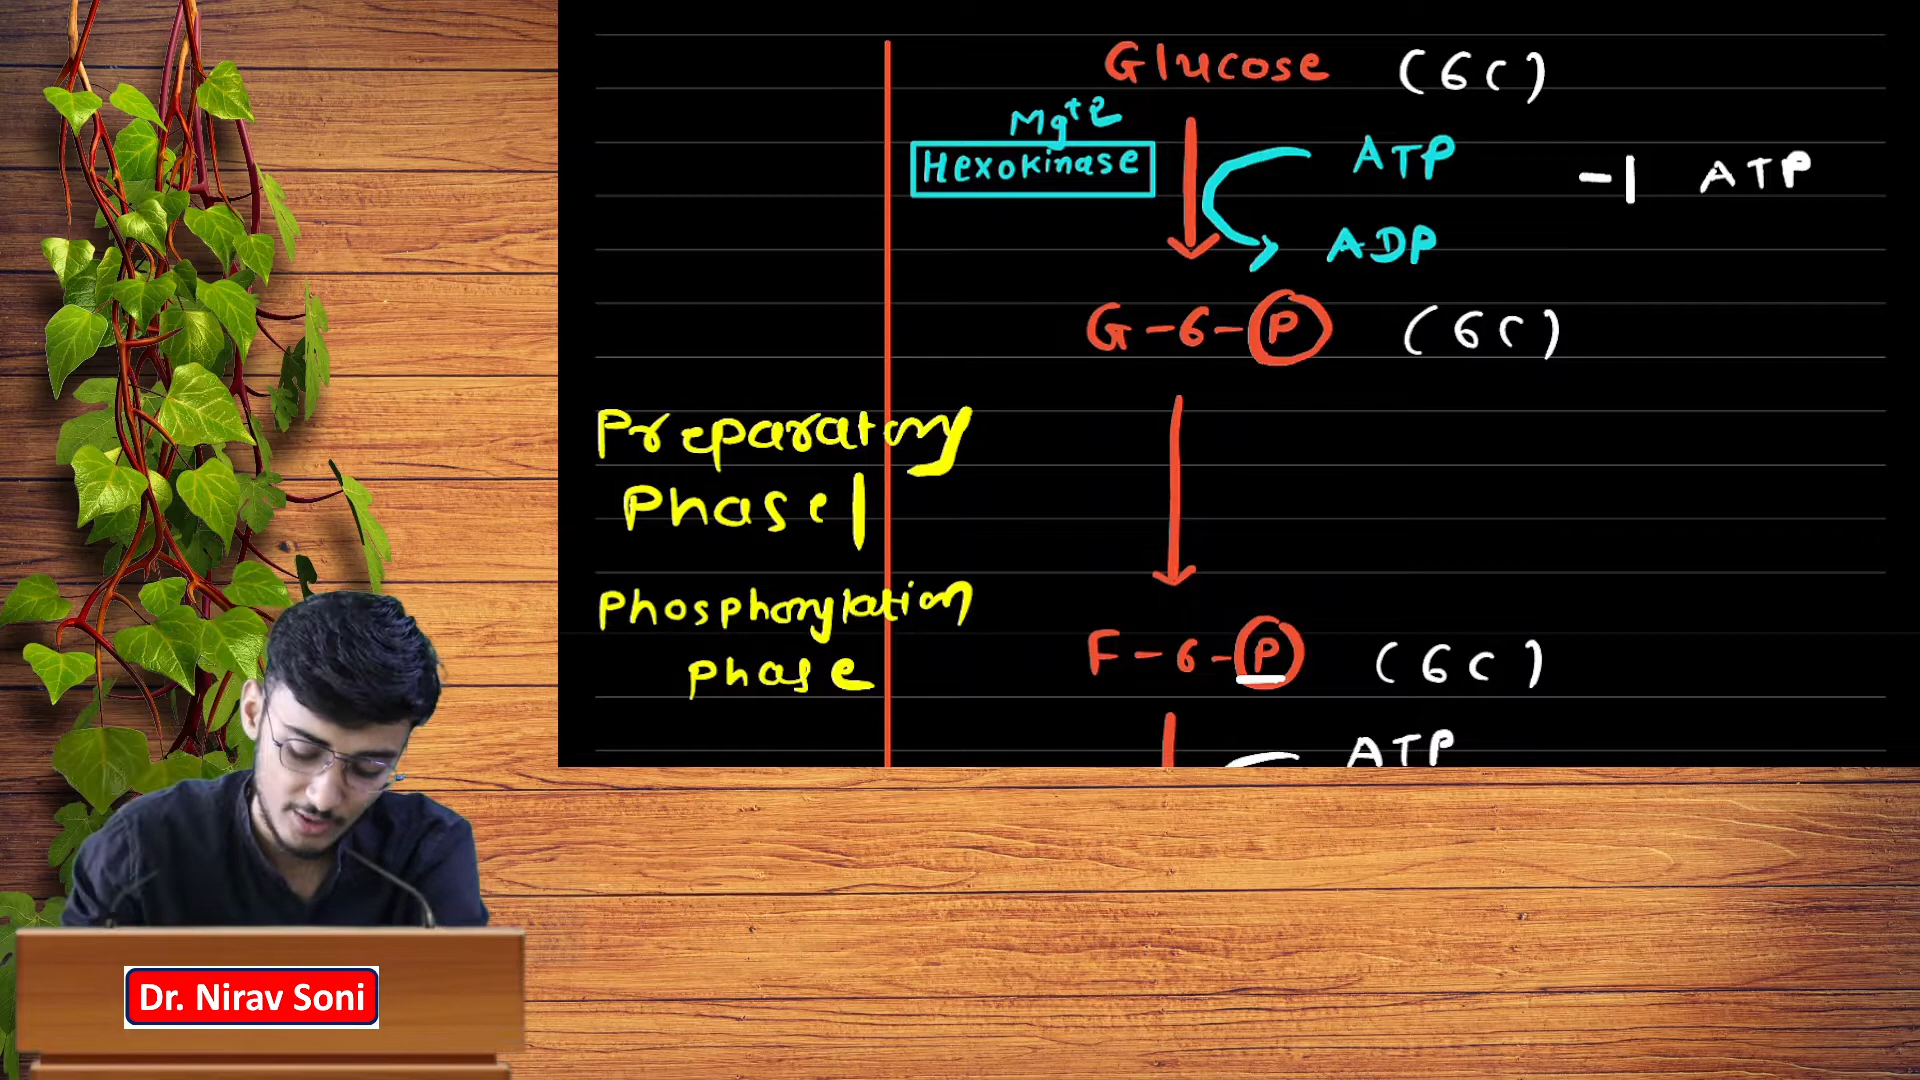 Glucose (6C)
Mg+2
Hexokinase
ATP
-1 ATP
ADP
G-6-P (6C)
Preparatory
Phase |
Phosphorylation
phase
F-6-P (6C)
ATP
Dr. Nirav Soni